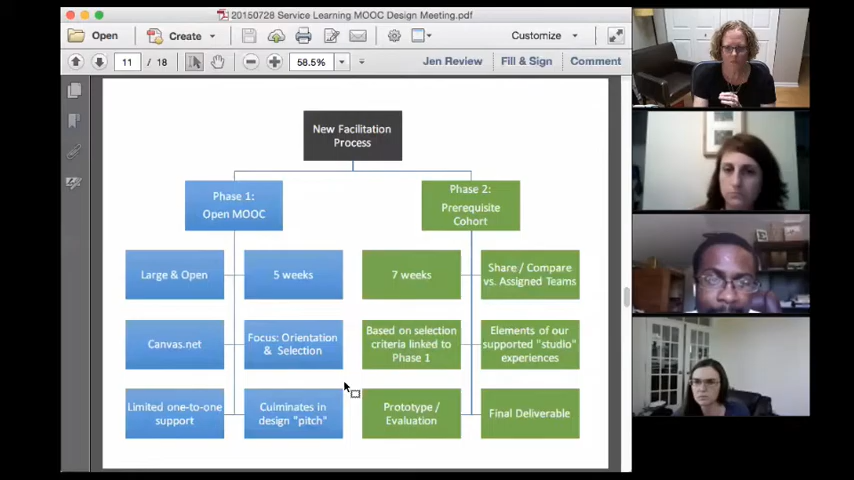 20150728 Service Learning MOOC Design Meeting.pdf
Open
Create
Customize
11 / 18
58.5%
Jen Review
Fill & Sign
Comment
New Facilitation
Process
Phase 1:
Open MOOC
Large & Open
5 weeks
Canvas.net
Focus: Orientation
& Selection
Limited one-to-one
support
Culminates in
design "pitch"
Phase 2:
Prerequisite
Cohort
7 weeks
Share / Compare
vs. Assigned Teams
Based on selection
criteria linked to
Phase 1
Elements of our
supported "studio"
experiences
Prototype /
Evaluation
Final Deliverable